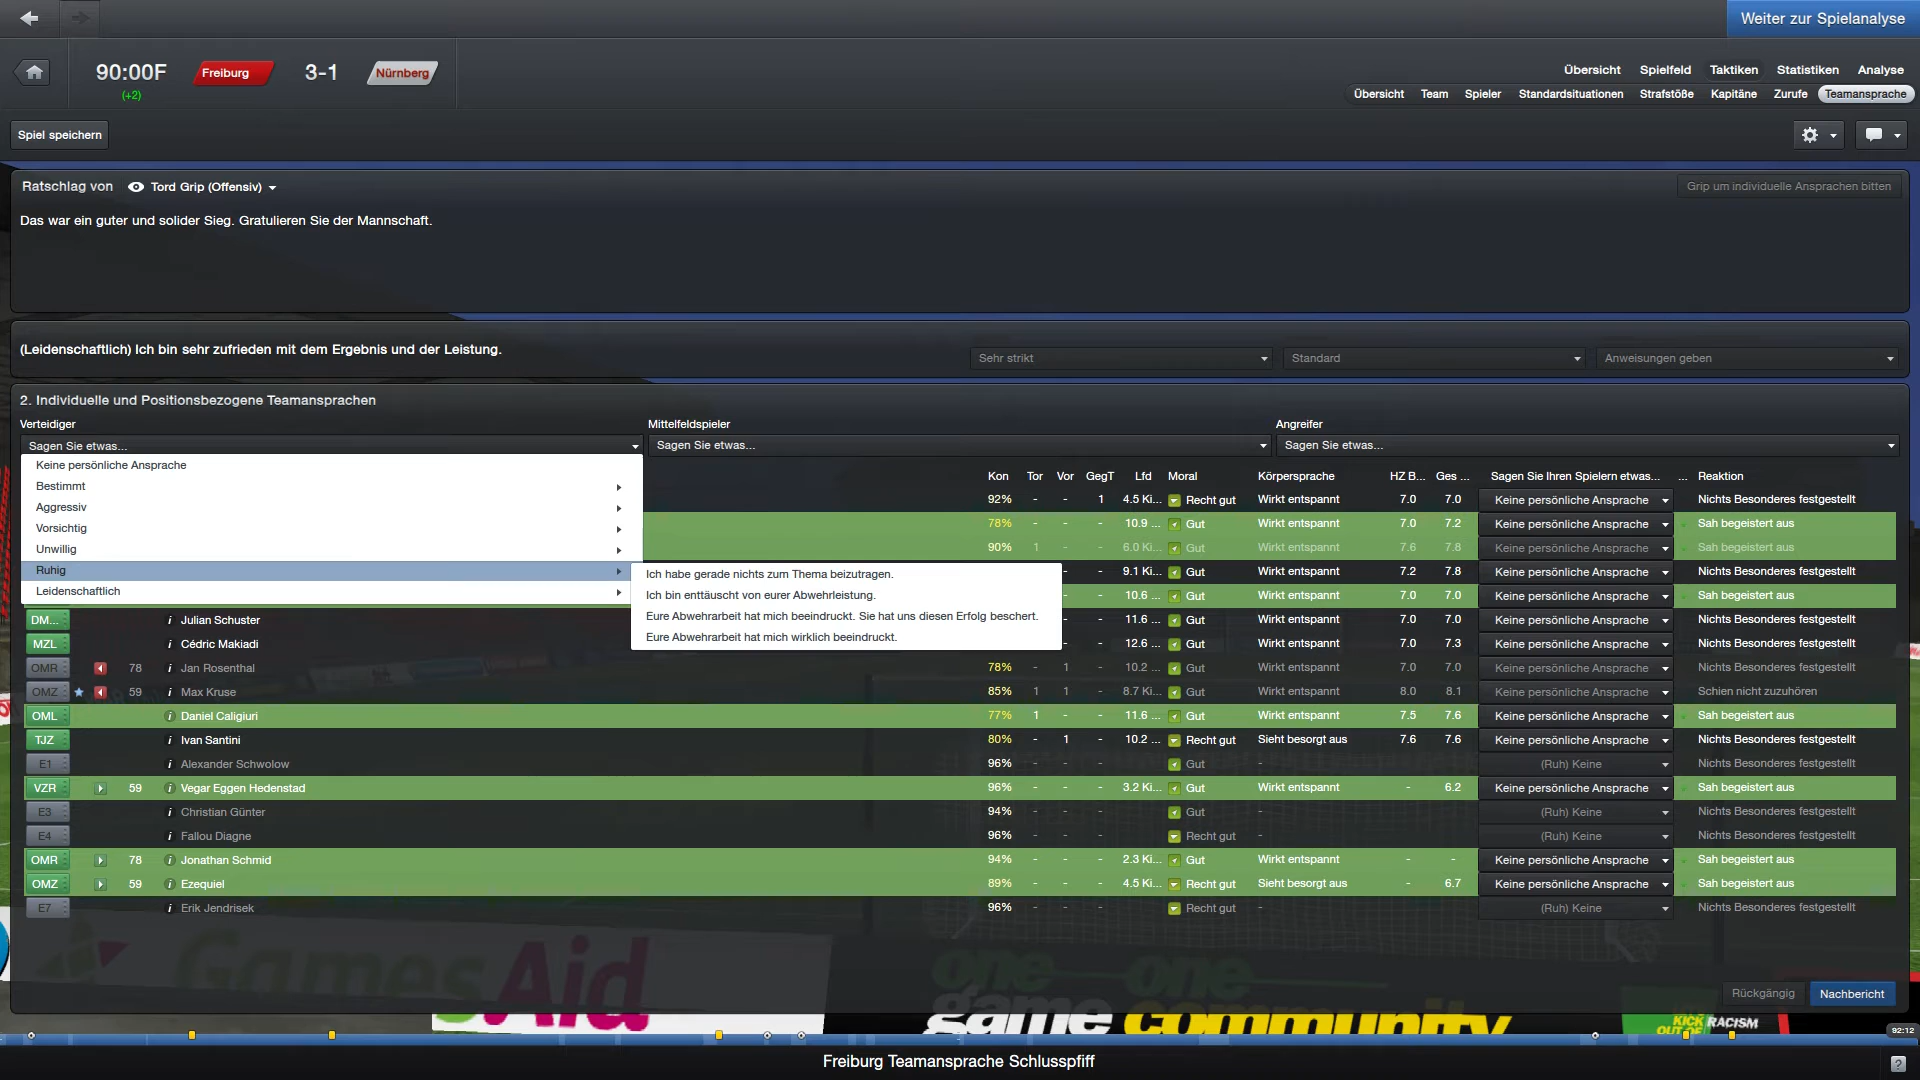 Weiter zur Spielanalyse
90:00F
(+2)
Freiburg
3-1
Nürnberg
Übersicht Spielfeld Taktiken Statistiken Analyse
Übersicht Team Spieler Standardsituationen Strafstöße Kapitäne Zurufe Teamansprache
Spiel speichern
Ratschlag von Tord Grip (Offensiv)
Grip um individuelle Ansprachen bitten
Das war ein guter und solider Sieg. Gratulieren Sie der Mannschaft.
(Leidenschaftlich) Ich bin sehr zufrieden mit dem Ergebnis und der Leistung.
Sehr strikt Standard Anweisungen geben
2. Individuelle und Positionsbezogene Teamansprachen
Verteidiger Mittelfeldspieler Angreifer
Sagen Sie etwas... Sagen Sie etwas... Sagen Sie etwas...
Keine persönliche Ansprache
Bestimmt
Aggressiv
Vorsichtig
Unwillig
Ruhig
Leidenschaftlich
Ich habe gerade nichts zum Thema beizutragen.
Ich bin enttäuscht von eurer Abwehrleistung.
Eure Abwehrarbeit hat mich beeindruckt. Sie hat uns diesen Erfolg beschert.
Eure Abwehrarbeit hat mich wirklich beeindruckt.
Kon Tor Vor GegT Lfd Moral Körpersprache HZ B... Ges ... Sagen Sie Ihren Spielern etwas... ... Reaktion
92% - - 1 4.5 Ki... Recht gut Wirkt entspannt 7.0 7.0 Keine persönliche Ansprache Nichts Besonderes festgestellt
78% - - - 10.9 ... Gut Wirkt entspannt 7.0 7.2 Keine persönliche Ansprache Sah begeistert aus
90% 1 - - 6.0 Ki... Gut Wirkt entspannt 7.6 7.8 Keine persönliche Ansprache Sah begeistert aus
- 9.1 Ki... Gut Wirkt entspannt 7.2 7.8 Keine persönliche Ansprache Nichts Besonderes festgestellt
- 10.6 ... Gut Wirkt entspannt 7.0 7.0 Keine persönliche Ansprache Sah begeistert aus
DM... i Julian Schuster - 11.6 ... Gut Wirkt entspannt 7.0 7.0 Keine persönliche Ansprache Nichts Besonderes festgestellt
MZL i Cédric Makiadi - 12.6 ... Gut Wirkt entspannt 7.0 7.3 Keine persönliche Ansprache Nichts Besonderes festgestellt
OMR 78 i Jan Rosenthal 78% - 1 - 10.2 ... Gut Wirkt entspannt 7.0 7.0 Keine persönliche Ansprache Nichts Besonderes festgestellt
OMZ 59 i Max Kruse 85% 1 1 - 8.7 Ki... Gut Wirkt entspannt 8.0 8.1 Keine persönliche Ansprache Schien nicht zuzuhören
OML i Daniel Caligiuri 77% 1 - - 11.6 ... Gut Wirkt entspannt 7.5 7.6 Keine persönliche Ansprache Sah begeistert aus
TJZ i Ivan Santini 80% - 1 - 10.2 ... Recht gut Sieht besorgt aus 7.6 7.6 Keine persönliche Ansprache Nichts Besonderes festgestellt
E1 i Alexander Schwolow 96% - - - Gut - (Ruh) Keine Nichts Besonderes festgestellt
VZR 59 i Vegar Eggen Hedenstad 96% - - - 3.2 Ki... Gut Wirkt entspannt - 6.2 Keine persönliche Ansprache Sah begeistert aus
E3 i Christian Günter 94% - - - Gut - (Ruh) Keine Nichts Besonderes festgestellt
E4 i Fallou Diagne 96% - - - Recht gut - (Ruh) Keine Nichts Besonderes festgestellt
OMR 78 i Jonathan Schmid 94% - - - 2.3 Ki... Gut Wirkt entspannt - - Keine persönliche Ansprache Sah begeistert aus
OMZ 59 i Ezequiel 89% - - - 4.5 Ki... Recht gut Sieht besorgt aus - 6.7 Keine persönliche Ansprache Sah begeistert aus
E7 i Erik Jendrisek 96% - - - Recht gut - (Ruh) Keine Nichts Besonderes festgestellt
GamesAid
one game one community
KICK
OUT OF
RACISM
Rückgängig Nachbericht
92:12
Freiburg Teamansprache Schlusspfiff
?